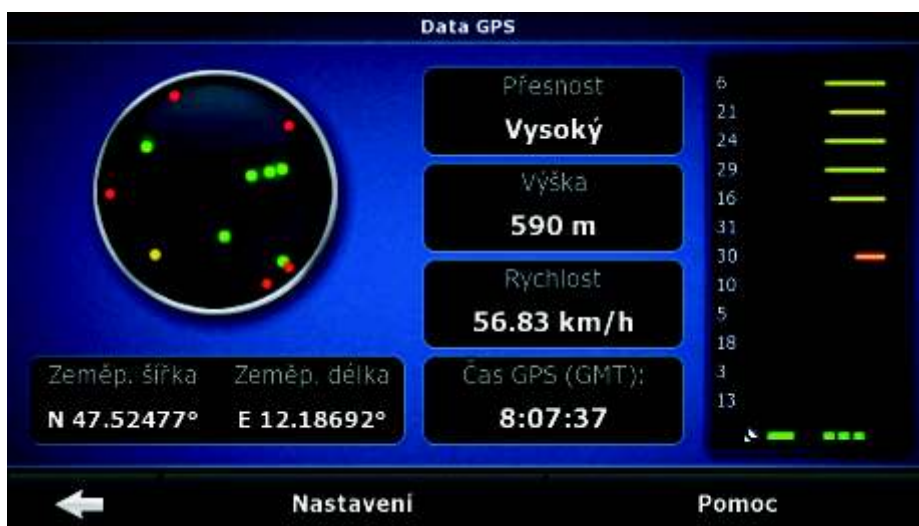 Data GPS
Přesnost
Vysoký
Výška
590 m
Rychlost
56.83 km/h
Zeměp. šířka
Zeměp. délka
N 47.52477°
E 12.18692°
Čas GPS (GMT):
8:07:37
6
21
24
29
16
31
30
10
5
18
3
13
Nastavení
Pomoc